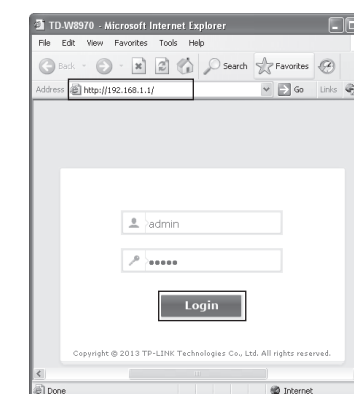 TD-W8970 - Microsoft Internet Explorer
File Edit View Favorites Tools Help
Back Search Favorites
Address http://192.168.1.1/ Go Links
admin
Login
Copyright © 2013 TP-LINK Technologies Co., Ltd. All rights reserved.
Done Internet